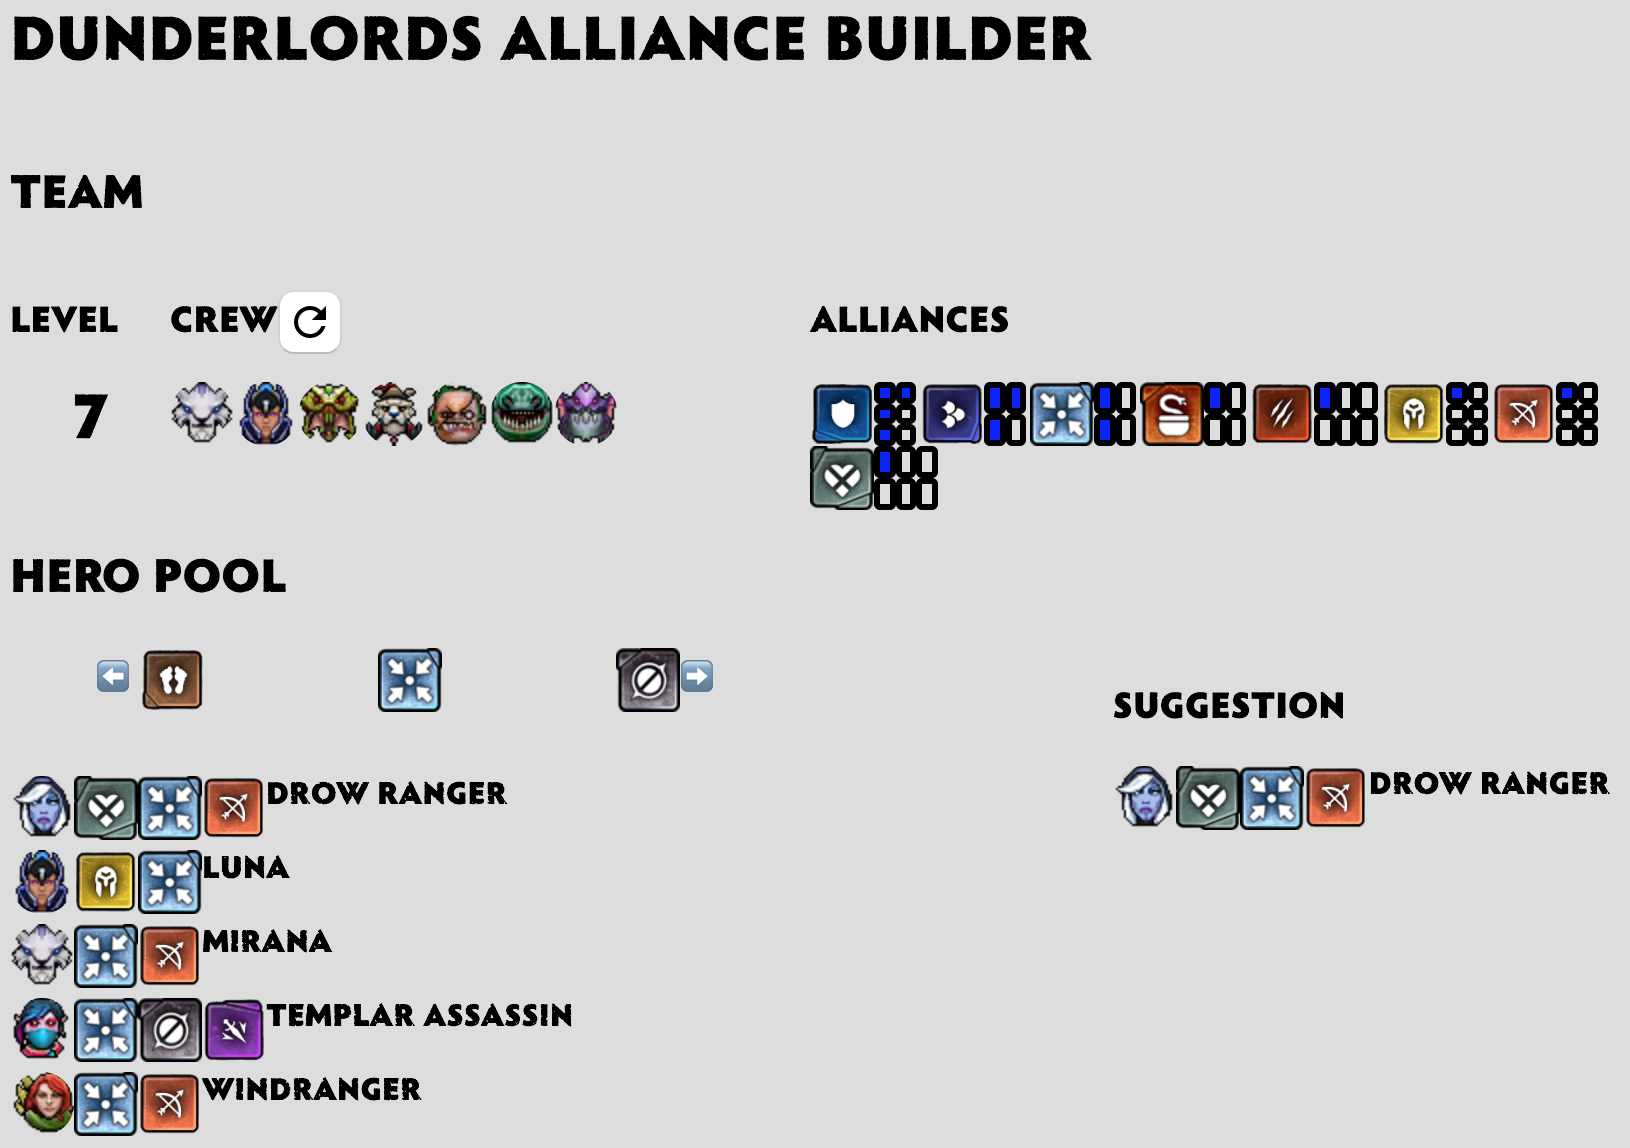 DUNDERLORDS ALLIANCE BUILDER
TEAM
LEVEL
CREW
ALLIANCES
7
HERO POOL
SUGGESTION
DROW RANGER
DROW RANGER
LUNA
MIRANA
TEMPLAR ASSASSIN
WINDRANGER